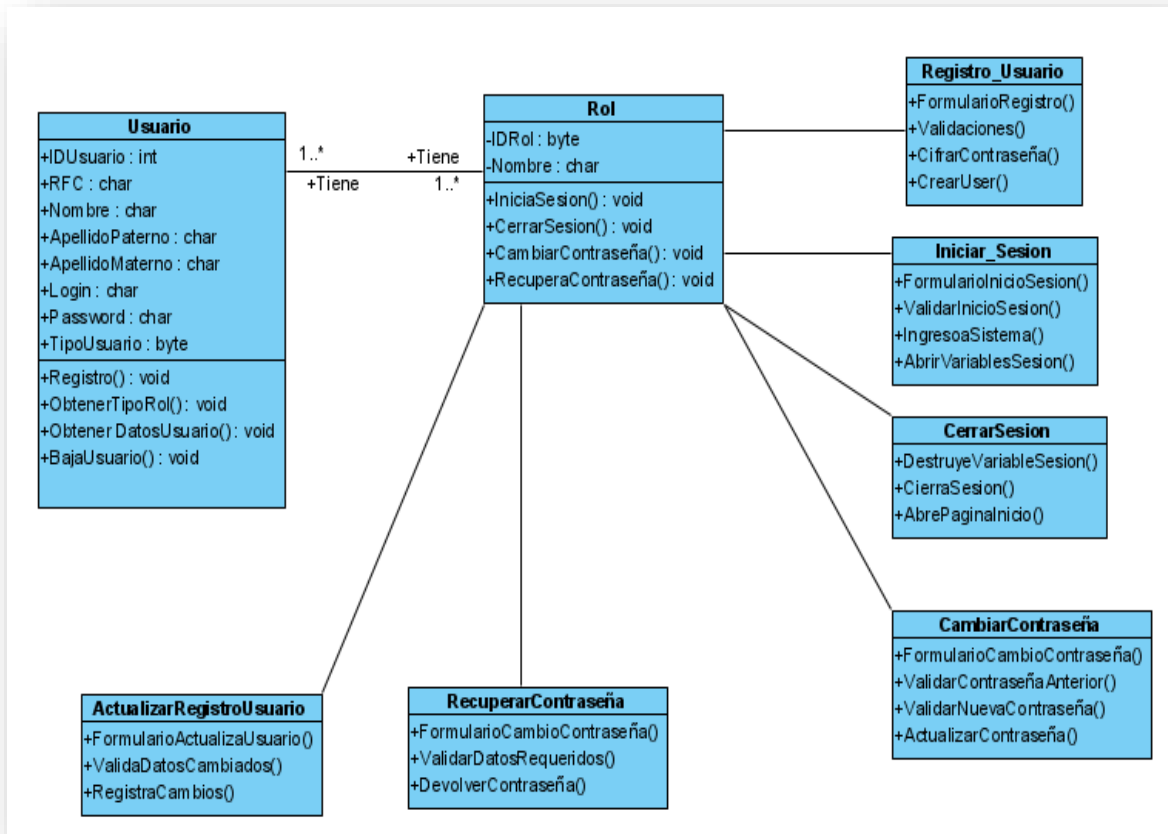 Usuario
+IDUsuario : int
+RFC : char
+Nombre : char
+ApellidoPaterno : char
+ApellidoMaterno : char
+Login : char
+Password : char
+TipoUsuario : byte
+Registro() : void
+ObtenerTipoRol() : void
+Obtener DatosUsuario() : void
+BajaUsuario() : void
1..*
+Tiene
+Tiene
1..*
Rol
-IDRol : byte
-Nombre : char
+IniciaSesion() : void
+CerrarSesion() : void
+CambiarContraseña() : void
+RecuperaContraseña() : void
Registro_Usuario
+FormularioRegistro()
+Validaciones()
+CifrarContraseña()
+CrearUser()
Iniciar_Sesion
+FormularioInicioSesion()
+ValidarInicioSesion()
+IngresoaSistema()
+AbrirVariablesSesion()
CerrarSesion
+DestruyeVariableSesion()
+CierraSesion()
+AbrePaginaInicio()
CambiarContraseña
+FormularioCambioContraseña()
+ValidarContraseñaAnterior()
+ValidarNuevaContraseña()
+ActualizarContraseña()
RecuperarContraseña
+FormularioCambioContraseña()
+ValidarDatosRequeridos()
+DevolverContraseña()
ActualizarRegistroUsuario
+FormularioActualizaUsuario()
+ValidaDatosCambiados()
+RegistraCambios()